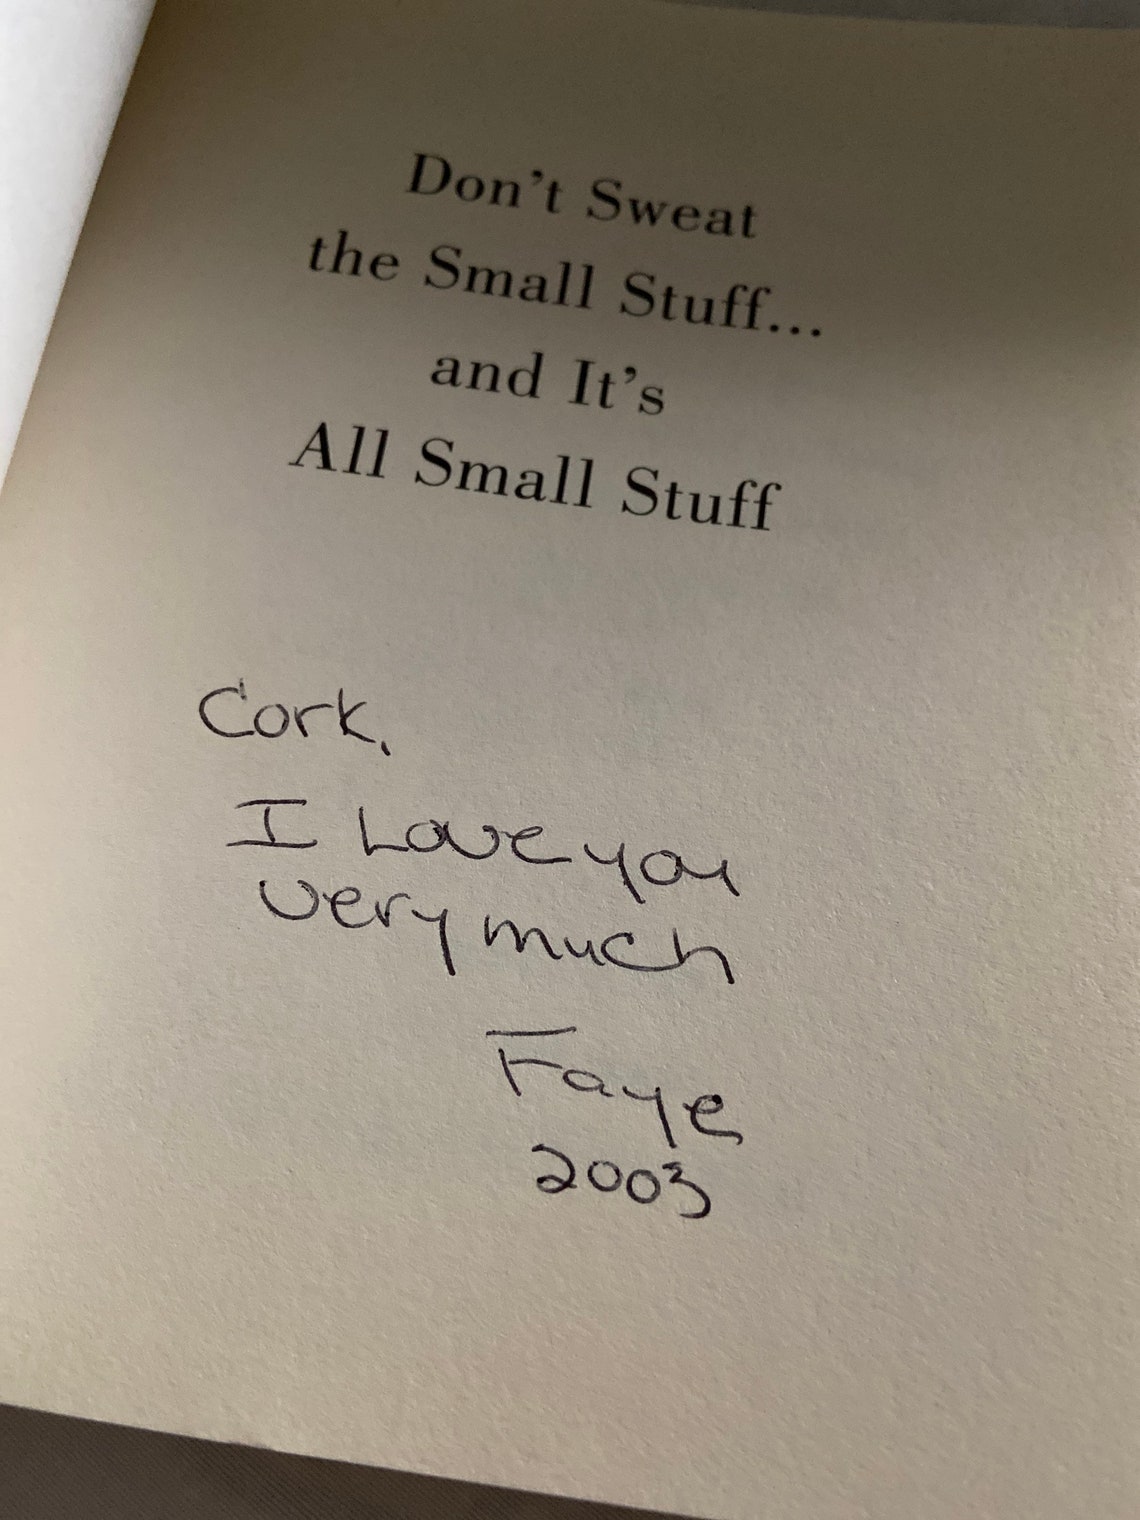 Don't Sweat
the Small Stuff...
and It's
All Small Stuff
Cork,
I Love you
very much
Faye
2003